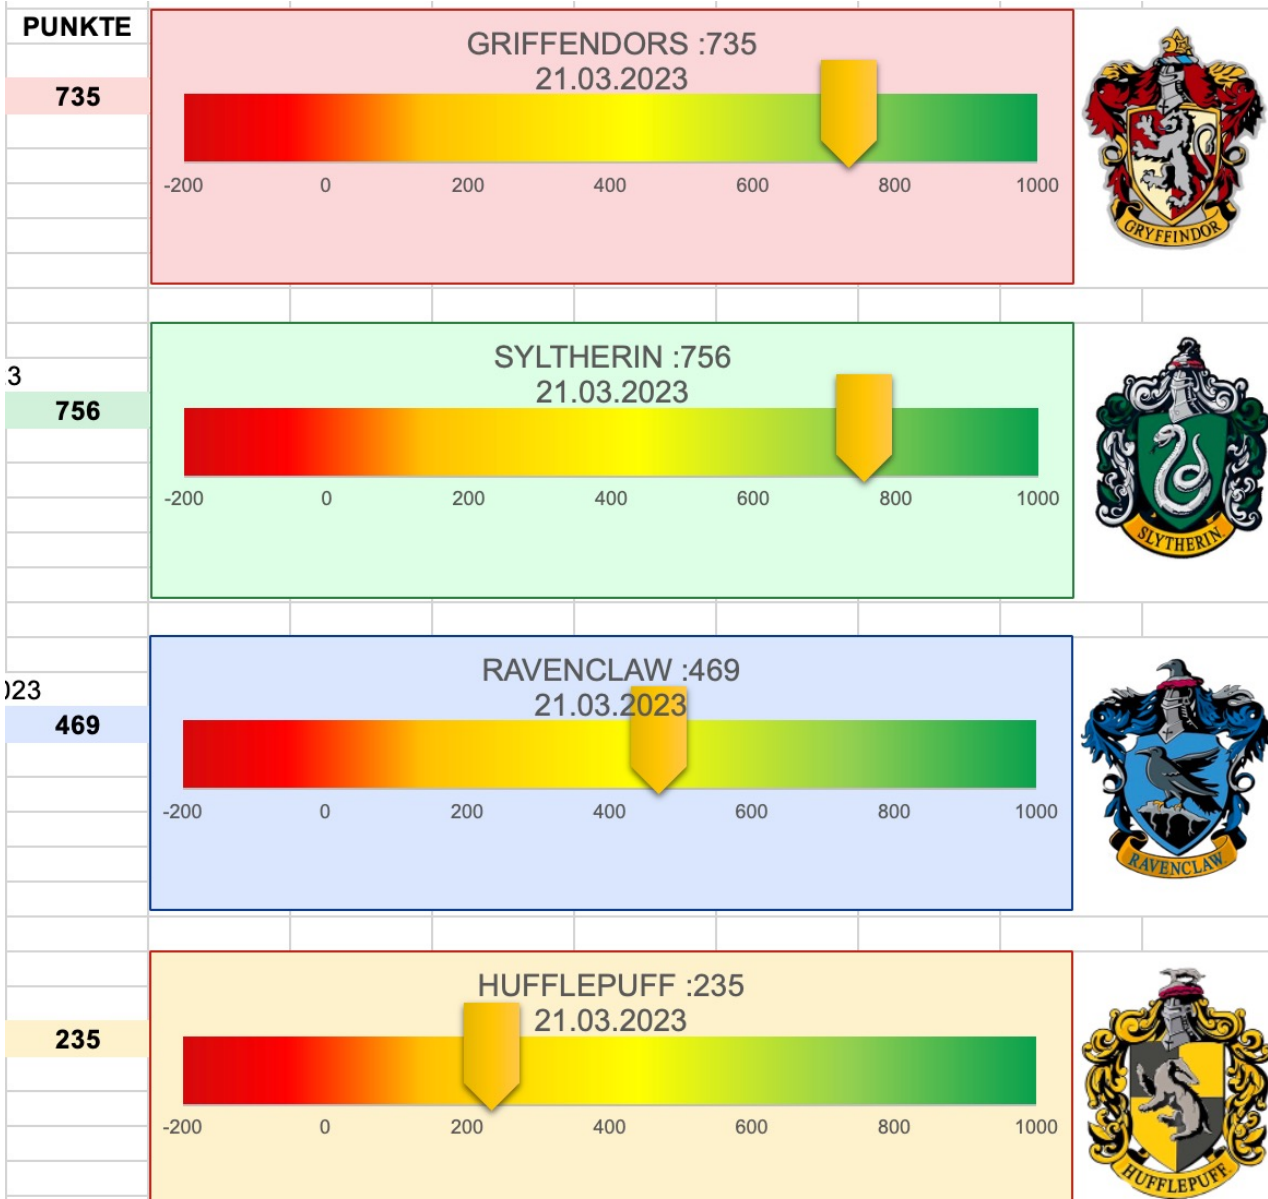 PUNKTE
GRIFFENDORS :735
21.03.2023
735
-200 0 200 400 600 800 1000
GRYFFINDOR
SYLTHERIN :756
21.03.2023
3
756
-200 0 200 400 600 800 1000
SLYTHERIN
RAVENCLAW :469
21.03.2023
023
469
-200 0 200 400 600 800 1000
RAVENCLAW
HUFFLEPUFF :235
21.03.2023
235
-200 0 200 400 600 800 1000
HUFFLEPUFF